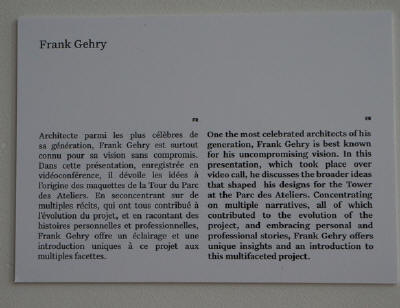 Frank Gehry
FR
Architecte parmi les plus célèbres de
sa génération, Frank Gehry est surtout
connu pour sa vision sans compromis.
Dans cette présentation, enregistrée en
vidéoconférence, il dévoile les idées à
l'origine des maquettes de la Tour du Parc
des Ateliers. En seconcentrant sur de
multiples récits, qui ont tous contribué à
l'évolution du projet, et en racontant des
histoires personnelles et professionnelles,
Frank Gehry offre un éclairage et une
introduction uniques à ce projet aux
multiples facettes.
EN
One the most celebrated architects of his
generation, Frank Gehry is best known
for his uncompromising vision. In this
presentation, which took place over
video call, he discusses the broader ideas
that shaped his designs for the Tower
at the Parc des Ateliers. Concentrating
on multiple narratives, all of which
contributed to the evolution of the
project, and embracing personal and
professional stories, Frank Gehry offers
unique insights and an introduction to
this multifaceted project.